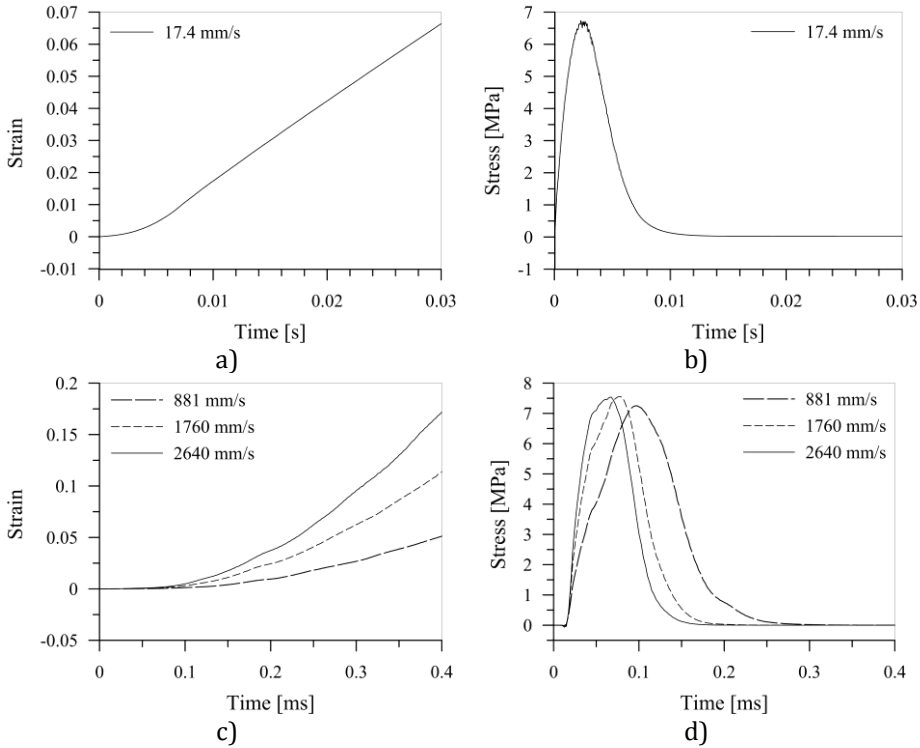 0.07
0.06
0.05
0.04
0.03
0.02
0.01
0
-0.01
Strain
17.4 mm/s
0
0.01
0.02
0.03
Time [s]
a)
7
6
5
4
3
2
1
0
-1
Stress [MPa]
17.4 mm/s
0
0.01
0.02
0.03
Time [s]
b)
0.2
0.15
0.1
0.05
0
-0.05
Strain
881 mm/s
1760 mm/s
2640 mm/s
0
0.1
0.2
0.3
0.4
Time [ms]
c)
8
7
6
5
4
3
2
1
0
Stress [MPa]
881 mm/s
1760 mm/s
2640 mm/s
0
0.1
0.2
0.3
0.4
Time [ms]
d)